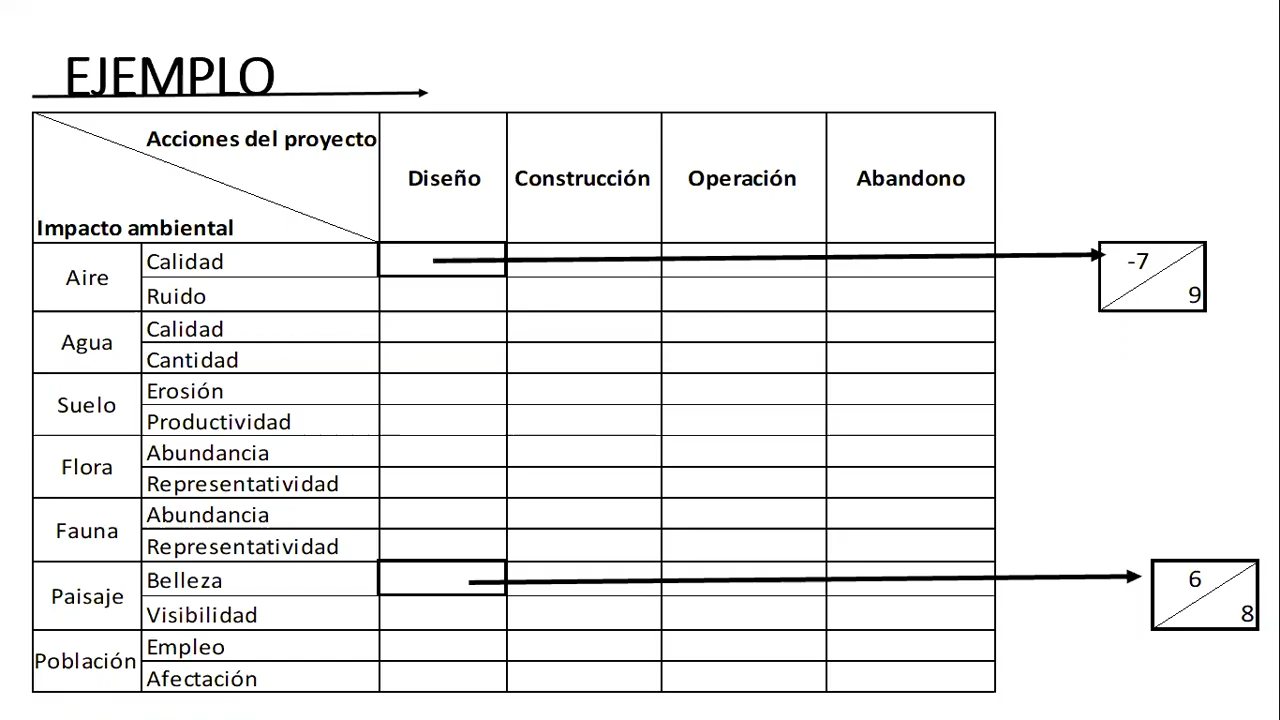 EJEMPLO
Acciones del proyecto
Diseño
Construcción
Operación
Abandono
Impacto ambiental
Aire
Calidad
-7
9
Ruido
Agua
Calidad
Cantidad
Suelo
Erosión
Productividad
Flora
Abundancia
Representatividad
Fauna
Abundancia
Representatividad
Paisaje
Belleza
6
8
Visibilidad
Población
Empleo
Afectación